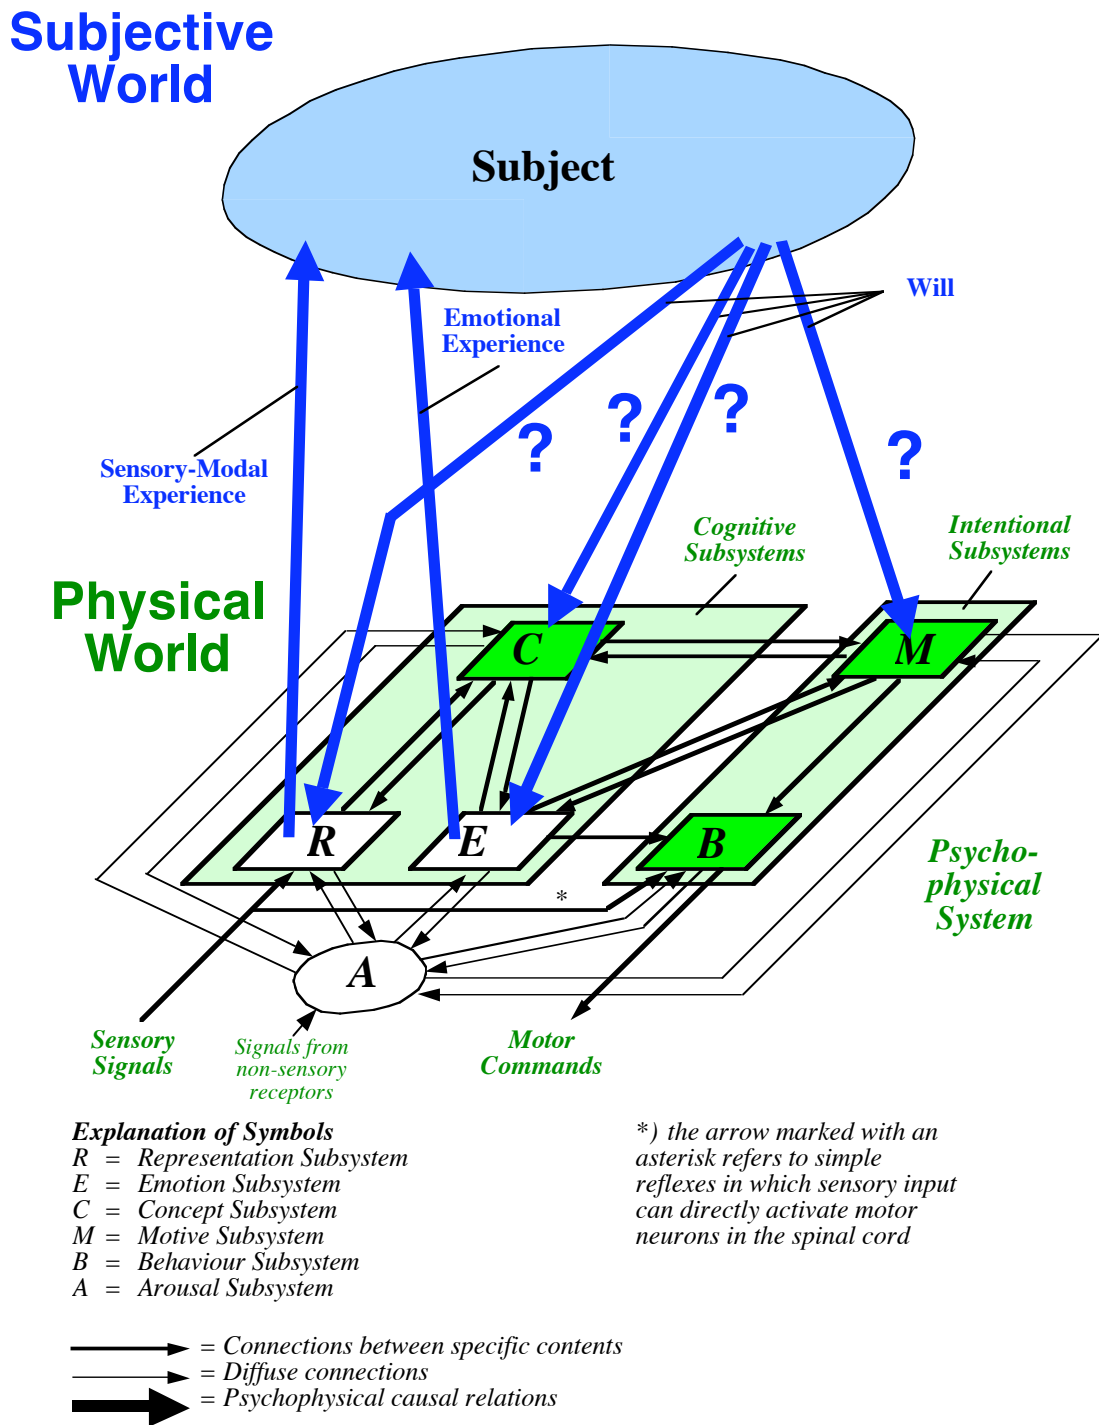 Subjective
World
Subject
Will
Emotional
Experience
?
?
?
?
Sensory-Modal
Experience
Cognitive
Subsystems
Intentional
Subsystems
Physical
World
C
M
R
E
B
Psycho-
physical
System
*
A
Sensory
Signals
Signals from
non-sensory
receptors
Motor
Commands
Explanation of Symbols
R = Representation Subsystem
E = Emotion Subsystem
C = Concept Subsystem
M = Motive Subsystem
B = Behaviour Subsystem
A = Arousal Subsystem
*) the arrow marked with an
asterisk refers to simple
reflexes in which sensory input
can directly activate motor
neurons in the spinal cord
= Connections between specific contents
= Diffuse connections
= Psychophysical causal relations